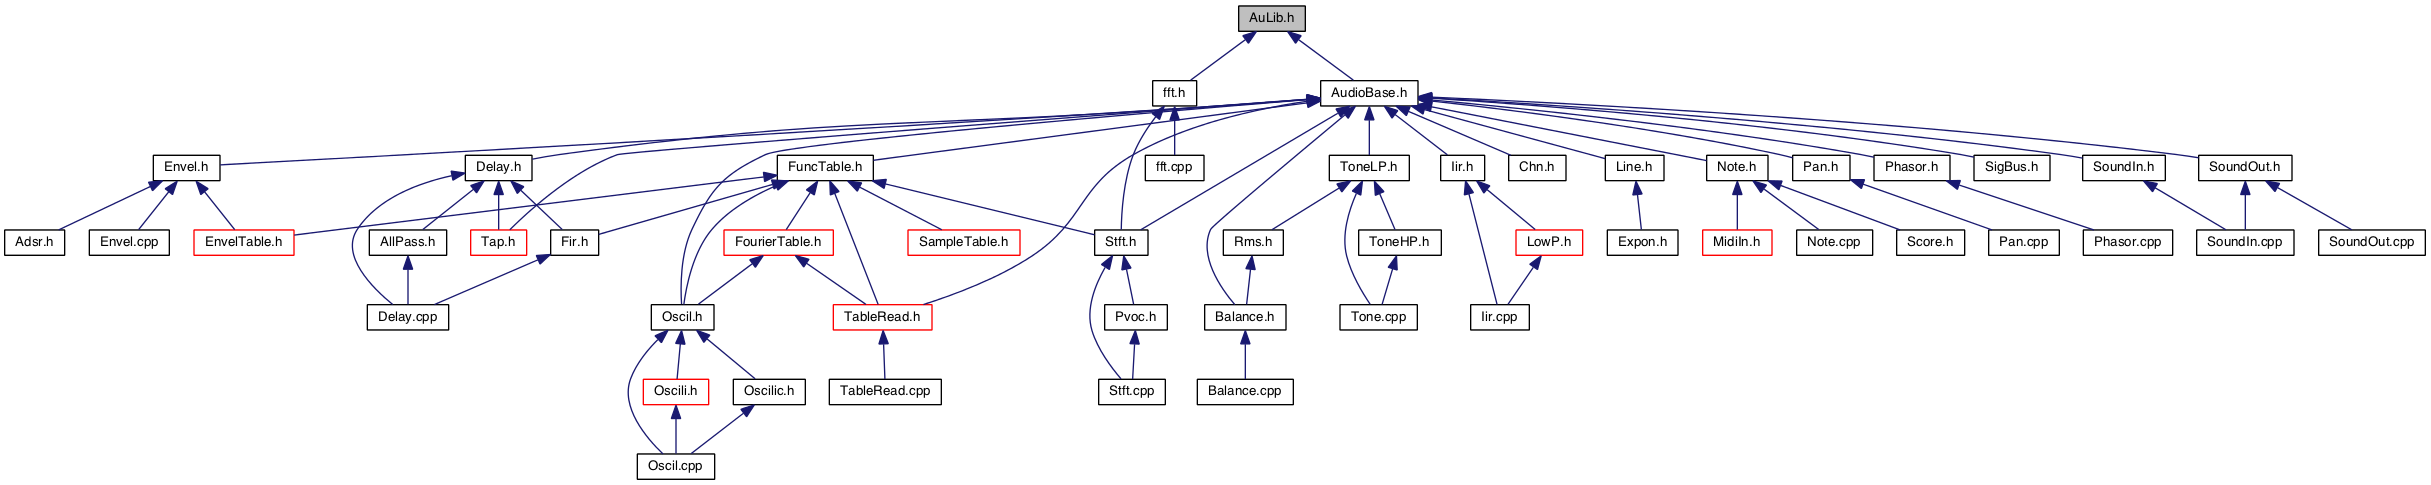 AuLib.h
fft.h
AudioBase.h
Envel.h
Delay.h
FuncTable.h
fft.cpp
ToneLP.h
Iir.h
Chn.h
Line.h
Note.h
Pan.h
Phasor.h
SigBus.h
SoundIn.h
SoundOut.h
Adsr.h
Envel.cpp
EnvelTable.h
AllPass.h
Tap.h
Fir.h
FourierTable.h
SampleTable.h
Stft.h
Rms.h
ToneHP.h
LowP.h
Expon.h
MidiIn.h
Note.cpp
Score.h
Pan.cpp
Phasor.cpp
SoundIn.cpp
SoundOut.cpp
Delay.cpp
Oscil.h
TableRead.h
Pvoc.h
Balance.h
Tone.cpp
Iir.cpp
Oscili.h
Oscilic.h
TableRead.cpp
Stft.cpp
Balance.cpp
Oscil.cpp